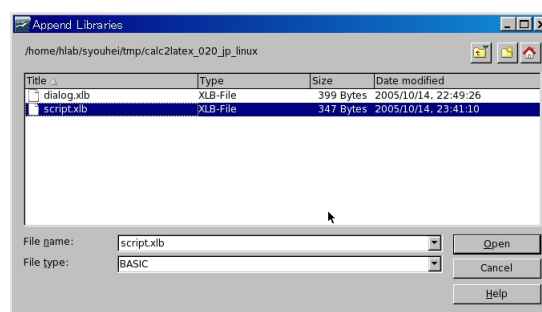 Append Libraries
/home/hlab/syouhei/tmp/calc2latex_020_jp_linux
Title Type Size Date modified
dialog.xlb XLB-File 399 Bytes 2005/10/14, 22:49:26
script.xlb XLB-File 347 Bytes 2005/10/14, 23:41:10
File name: script.xlb Open
File type: BASIC Cancel
Help